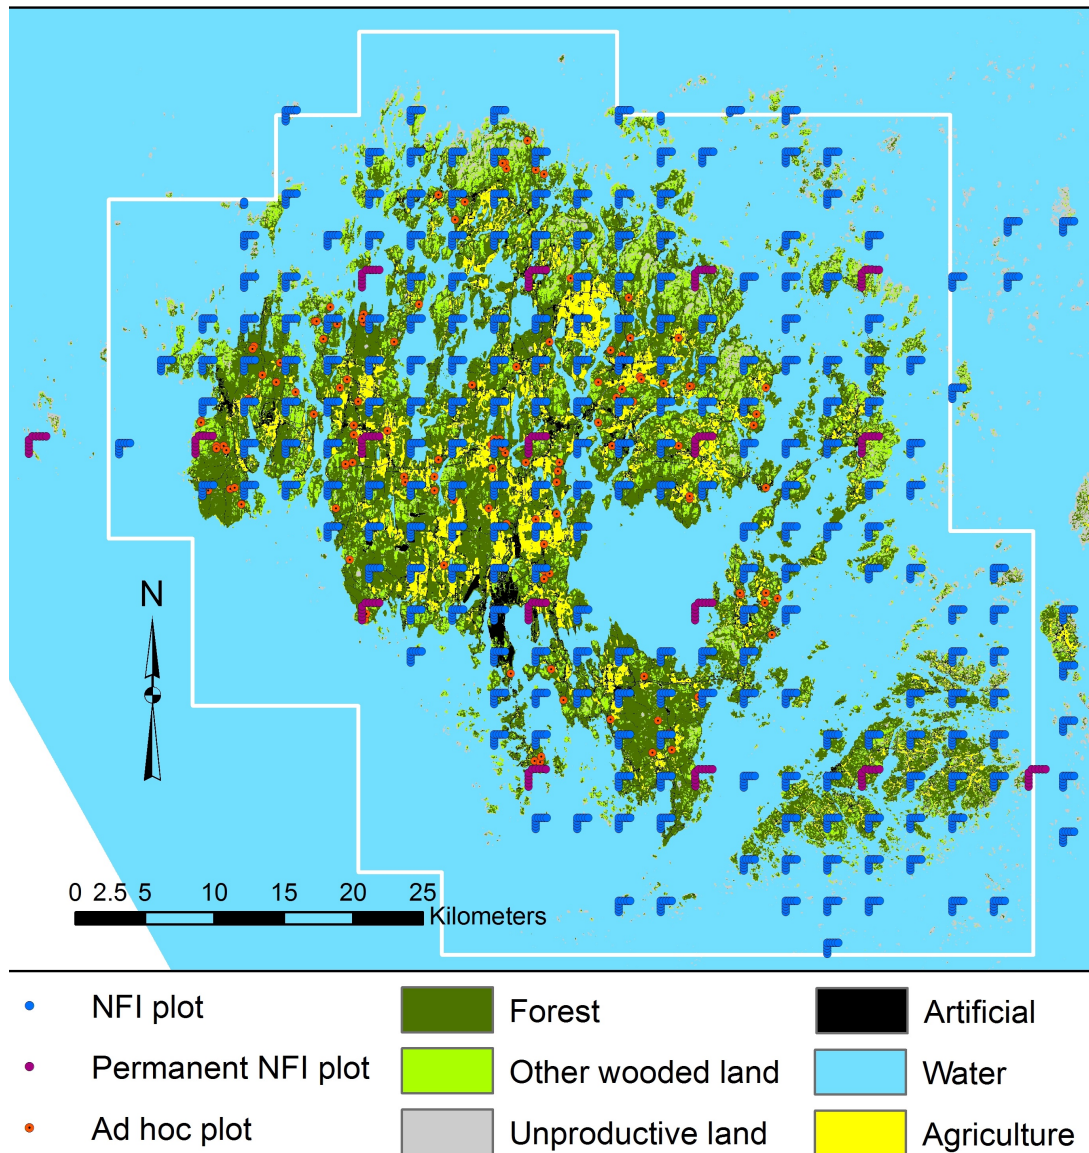 N
0 2.5 5 10 15 20 25
Kilometers
NFI plot
Forest
Artificial
Permanent NFI plot
Other wooded land
Water
Ad hoc plot
Unproductive land
Agriculture